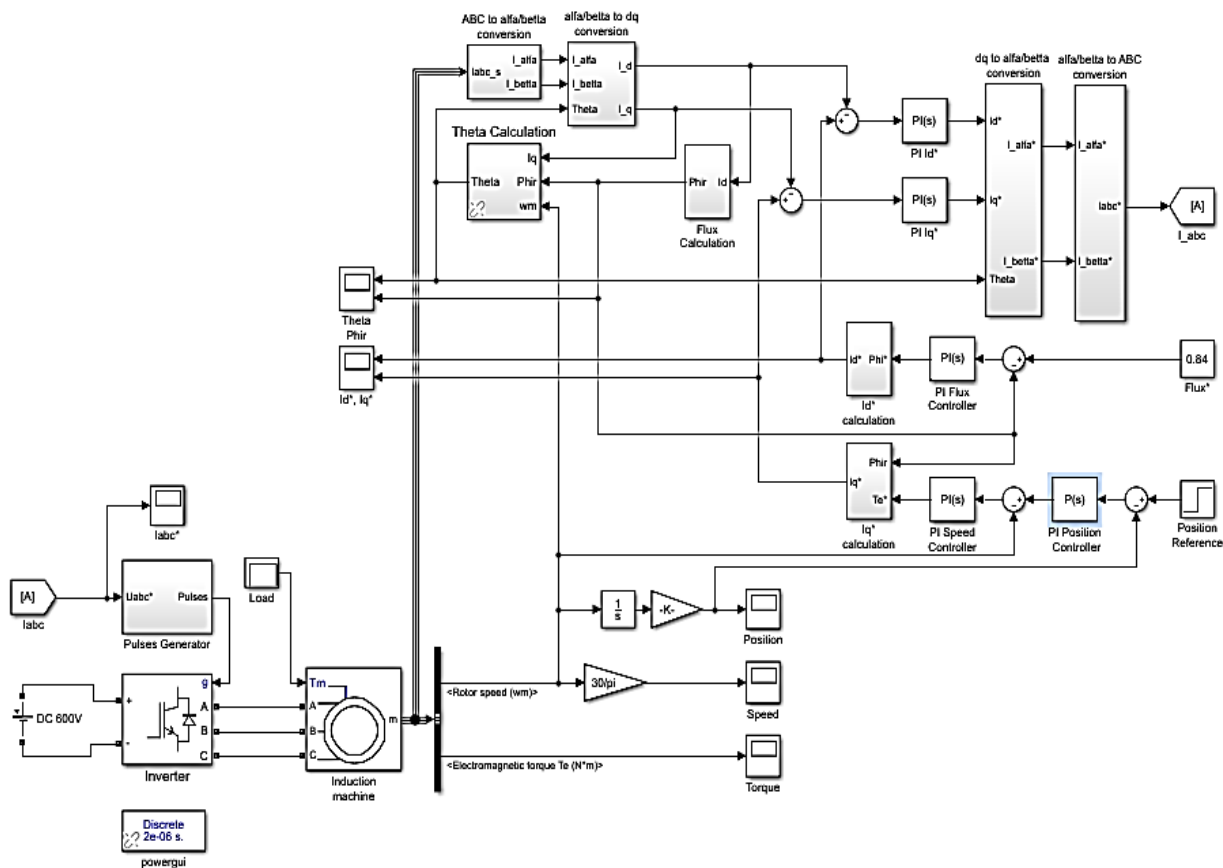 ABC to alfa/betta
conversion
alfa/betta to dq
conversion
Iabc_s
I_alfa
I_betta
I_alfa
I_betta
Theta
I_d
I_q
dq to alfa/betta
conversion
alfa/betta to ABC
conversion
PI(s)
PI Id*
PI(s)
PI Iq*
Id*
Iq*
Theta
I_alfa*
I_betta*
I_alfa*
I_betta*
Iabc*
[A]
I_abc
Theta Calculation
Theta
Iq
Phir
wm
Phir
Id
Flux
Calculation
Theta
Phir
Id*, Iq*
Id*
Phi*
Id*
calculation
PI(s)
PI Flux
Controller
0.84
Flux*
Phir
Iq*
Te*
Iq*
calculation
PI(s)
PI Speed
Controller
P(s)
PI Position
Controller
Position
Reference
Iabc*
[A]
Iabc
Uabc*
Pulses
Pulses Generator
Load
1
s
-K-
Position
<Rotor speed (wm)>
30/pi
Speed
<Electromagnetic torque Te (N*m)>
Torque
DC 600V
+
-
g
A
B
C
Inverter
Tm
A
B
C
m
Induction
machine
Discrete
2e-06 s.
powergui